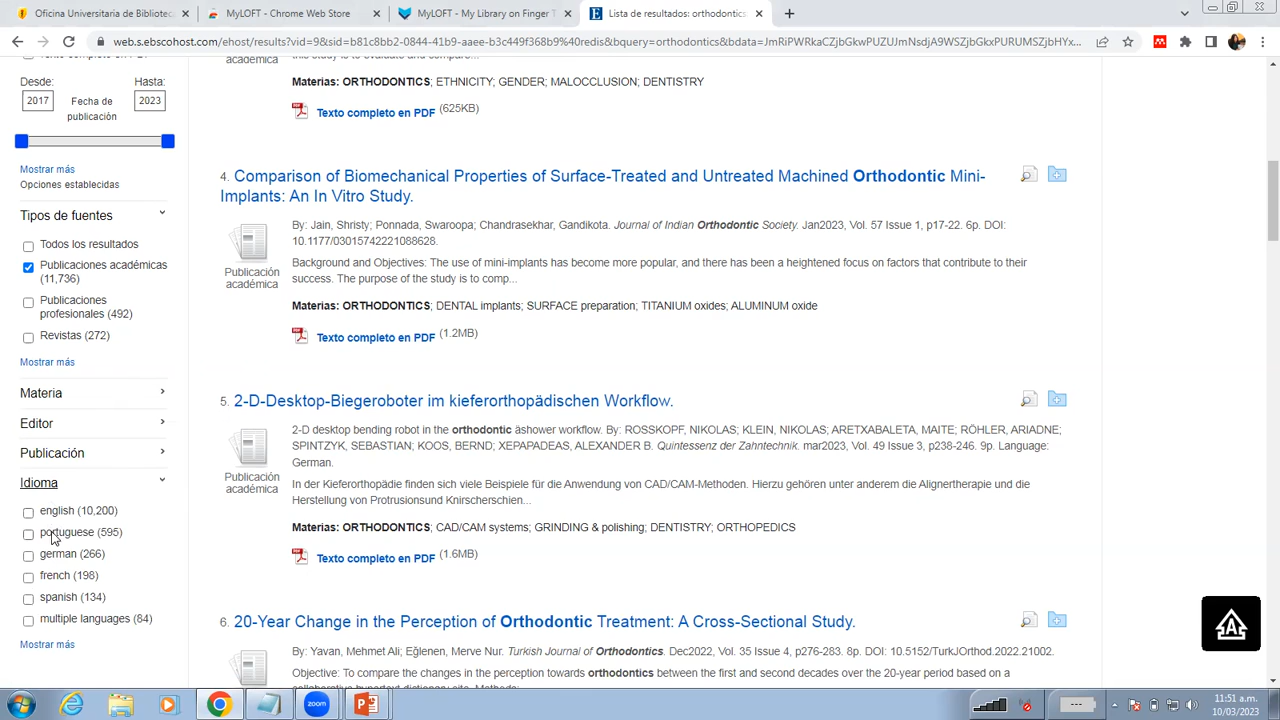 Oficina Universitaria de Bibliotec
MyLOFT - Chrome Web Store
MyLOFT - My Library on Finger T
Lista de resultados: orthodontics
web.s.ebscohost.com/ehost/results?vid=9&sid=b81c8bb2-0844-41b9-aaee-b3c449f368b9%40redis&bquery=orthodontics&bdata=JmRiPWRkaCZjbGkwPUZUJmNsdjA9WSZjbGkxPURUMSZjbHYx...
Desde:
Hasta:
2017
Fecha de publicación
2023
Mostrar más
Opciones establecidas
Tipos de fuentes
Todos los resultados
Publicaciones académicas
(11,736)
Publicaciones
profesionales (492)
Revistas (272)
Mostrar más
Materia
Editor
Publicación
Idioma
english (10,200)
portuguese (595)
german (266)
french (198)
spanish (134)
multiple languages (84)
Mostrar más
académica
this study is to evaluate and compare...
Materias: ORTHODONTICS; ETHNICITY; GENDER; MALOCCLUSION; DENTISTRY
Texto completo en PDF (625KB)
4. Comparison of Biomechanical Properties of Surface-Treated and Untreated Machined Orthodontic Mini-
Implants: An In Vitro Study.
Publicación
académica
By: Jain, Shristy; Ponnada, Swaroopa; Chandrasekhar, Gandikota. Journal of Indian Orthodontic Society. Jan2023, Vol. 57 Issue 1, p17-22. 6p. DOI:
10.1177/03015742221088628.
Background and Objectives: The use of mini-implants has become more popular, and there has been a heightened focus on factors that contribute to their
success. The purpose of the study is to comp...
Materias: ORTHODONTICS; DENTAL implants; SURFACE preparation; TITANIUM oxides; ALUMINUM oxide
Texto completo en PDF (1.2MB)
5. 2-D-Desktop-Biegeroboter im kieferorthopädischen Workflow.
Publicación
académica
2-D desktop bending robot in the orthodontic äshower workflow. By: ROSSKOPF, NIKOLAS; KLEIN, NIKOLAS; ARETXABALETA, MAITE; RÖHLER, ARIADNE;
SPINTZYK, SEBASTIAN; KOOS, BERND; XEPAPADEAS, ALEXANDER B. Quintessenz der Zahntechnik. mar2023, Vol. 49 Issue 3, p238-246. 9p. Language:
German.
In der Kieferorthopädie finden sich viele Beispiele für die Anwendung von CAD/CAM-Methoden. Hierzu gehören unter anderem die Alignertherapie und die
Herstellung von Protrusionsund Knirscherschien...
Materias: ORTHODONTICS; CAD/CAM systems; GRINDING & polishing; DENTISTRY; ORTHOPEDICS
Texto completo en PDF (1.6MB)
6. 20-Year Change in the Perception of Orthodontic Treatment: A Cross-Sectional Study.
By: Yavan, Mehmet Ali; Eğlenen, Merve Nur. Turkish Journal of Orthodontics. Dec2022, Vol. 35 Issue 4, p276-283. 8p. DOI: 10.5152/TurkJOrthod.2022.21002.
Objective: To compare the changes in the perception towards orthodontics between the first and second decades over the 20-year period based on a
zoom
11:51 a.m.
10/03/2023